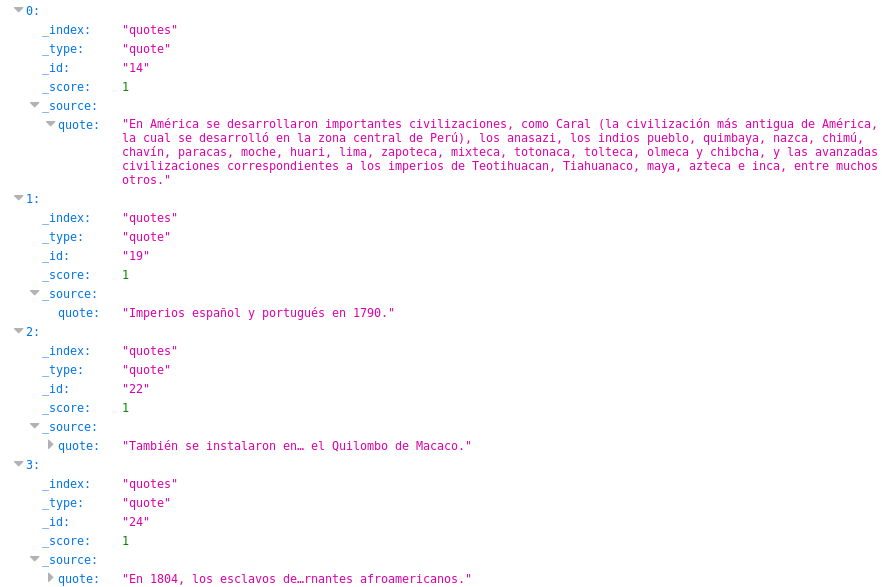 0:
_index: "quotes"
_type: "quote"
_id: "14"
_score: 1
_source:
quote: "En América se desarrollaron importantes civilizaciones, como Caral (la civilización más antigua de América,
la cual se desarrolló en la zona central de Perú), los anasazi, los indios pueblo, quimbaya, nazca, chimú,
chavín, paracas, moche, huari, lima, zapoteca, mixteca, totonaca, tolteca, olmeca y chibcha, y las avanzadas
civilizaciones correspondientes a los imperios de Teotihuacan, Tiahuanaco, maya, azteca e inca, entre muchos
otros."
1:
_index: "quotes"
_type: "quote"
_id: "19"
_score: 1
_source:
quote: "Imperios español y portugués en 1790."
2:
_index: "quotes"
_type: "quote"
_id: "22"
_score: 1
_source:
quote: "También se instalaron en… el Quilombo de Macaco."
3:
_index: "quotes"
_type: "quote"
_id: "24"
_score: 1
_source:
quote: "En 1804, los esclavos de…rnantes afroamericanos."